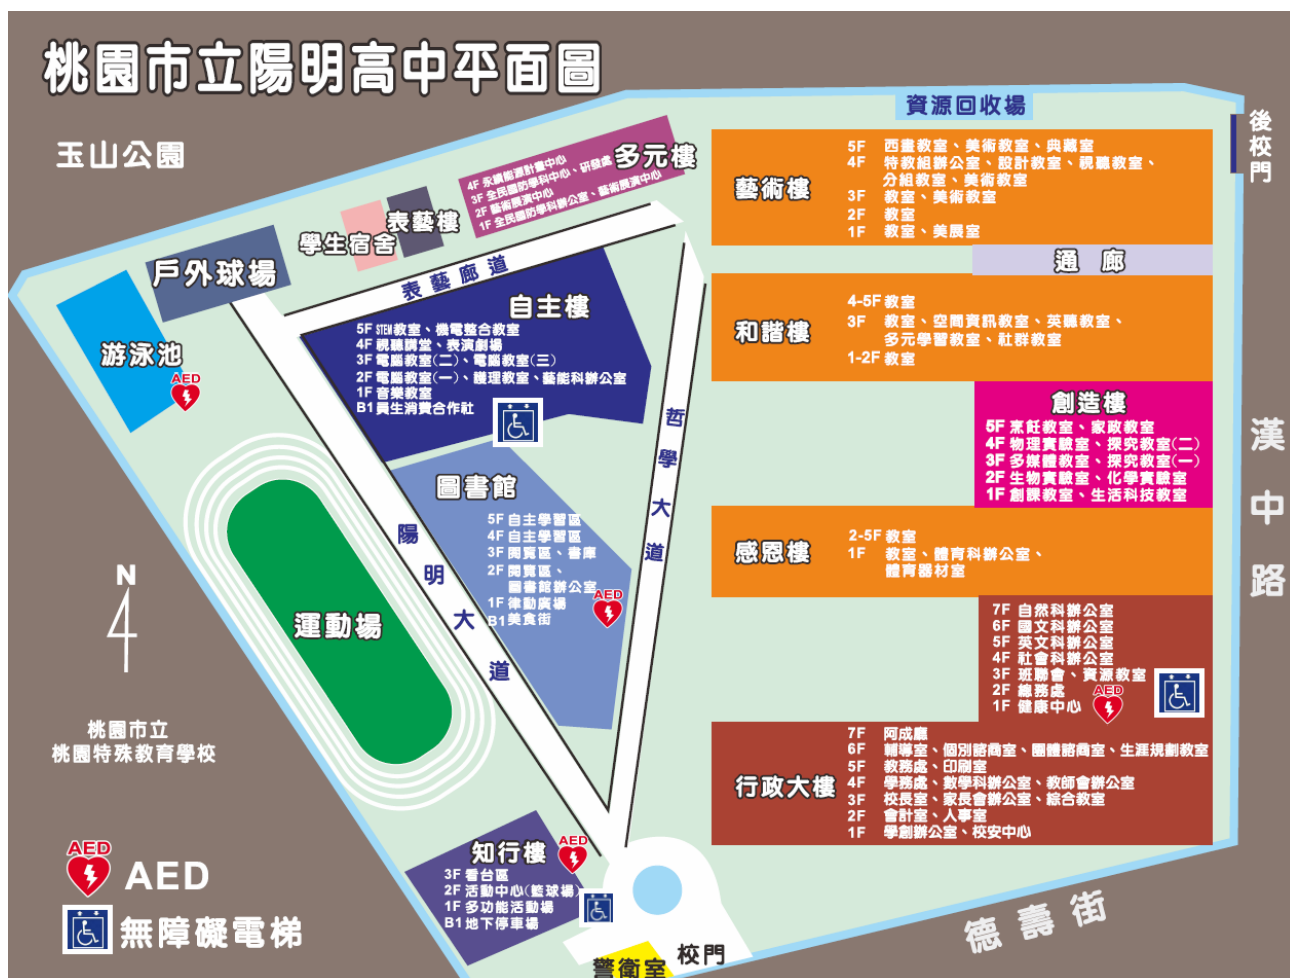 桃園市立陽明高中平面圖
玉山公園
資源回收場
後校門
多元樓
4F 永續能源計畫中心
3F 全民國防學科中心、研發處
2F 藝術展演中心
1F 全民國防學科辦公室、藝術展演中心
表藝樓
學生宿舍
戶外球場
游泳池
AED
表藝廊道
自主樓
5F STEM教室、機電整合教室
4F 視聽講堂、表演劇場
3F 電腦教室(二)、電腦教室(三)
2F 電腦教室(一)、護理教室、藝能科辦公室
1F 音樂教室
B1員生消費合作社
圖書館
5F 自主學習區
4F 自主學習區
3F 閱覽區、書庫
2F 閱覽區、
圖書館辦公室
1F 律動廣場
B1 美食街
AED
哲學大道
陽明大道
運動場
藝術樓
5F 西畫教室、美術教室、典藏室
4F 特教組辦公室、設計教室、視聽教室、
分組教室、美術教室
3F 教室、美術教室
2F 教室
1F 教室、美展室
通 廊
和諧樓
4-5F 教室
3F 教室、空間資訊教室、英聽教室、
多元學習教室、社群教室
1-2F 教室
創造樓
5F 烹飪教室、家政教室
4F 物理實驗室、探究教室(二)
3F 多媒體教室、探究教室(一)
2F 生物實驗室、化學實驗室
1F 創課教室、生活科技教室
感恩樓
2-5F 教室
1F 教室、體育科辦公室、
體育器材室
7F 自然科辦公室
6F 國文科辦公室
5F 英文科辦公室
4F 社會科辦公室
3F 班聯會、資源教室
2F 總務處
1F 健康中心
AED
行政大樓
7F 阿成廳
6F 輔導室、個別諮商室、團體諮商室、生涯規劃教室
5F 教務處、印刷室
4F 學務處、數學科辦公室、教師會辦公室
3F 校長室、家長會辦公室、綜合教室
2F 會計室、人事室
1F 學創辦公室、校安中心
漢中路
N
桃園市立
桃園特殊教育學校
知行樓
AED
3F 看台區
2F 活動中心(籃球場)
1F 多功能活動場
B1 地下停車場
警衛室
校門
德壽街
AED
AED
無障礙電梯